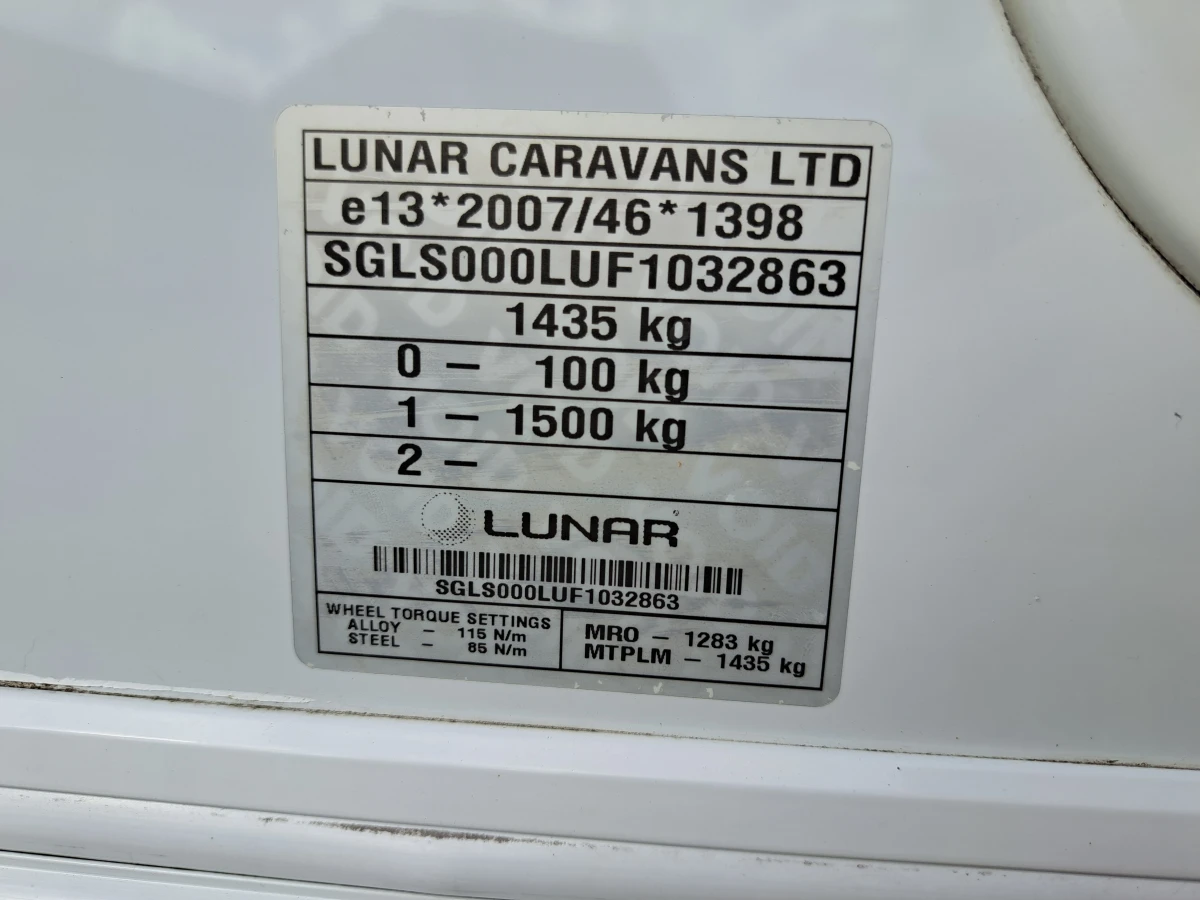 LUNAR CARAVANS LTD
e13*2007/46*1398
SGLS000LUF1032863
1435 kg
0 - 100 kg
1 - 1500 kg
2 -
LUNAR
SGLS000LUF1032863
WHEEL TORQUE SETTINGS
ALLOY - 115 N/m
STEEL - 85 N/m
MRO - 1283 kg
MTPLM - 1435 kg